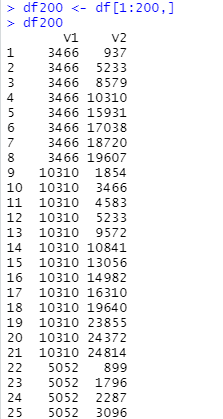 > df200 <- df[1:200,]
> df200
V1 V2
1 3466 937
2 3466 5233
3 3466 8579
4 3466 10310
5 3466 15931
6 3466 17038
7 3466 18720
8 3466 19607
9 10310 1854
10 10310 3466
11 10310 4583
12 10310 5233
13 10310 9572
14 10310 10841
15 10310 13056
16 10310 14982
17 10310 16310
18 10310 19640
19 10310 23855
20 10310 24372
21 10310 24814
22 5052 899
23 5052 1796
24 5052 2287
25 5052 3096